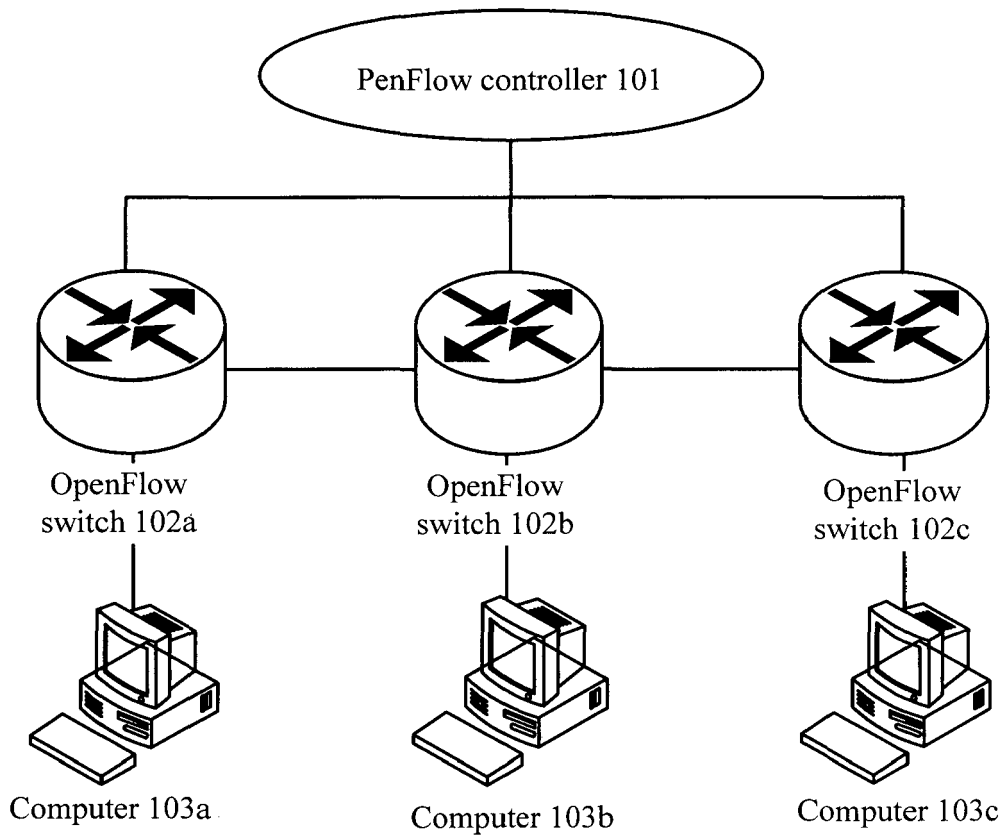 PenFlow controller 101
OpenFlow
switch 102a
OpenFlow
switch 102b
OpenFlow
switch 102c
Computer 103a
Computer 103b
Computer 103c